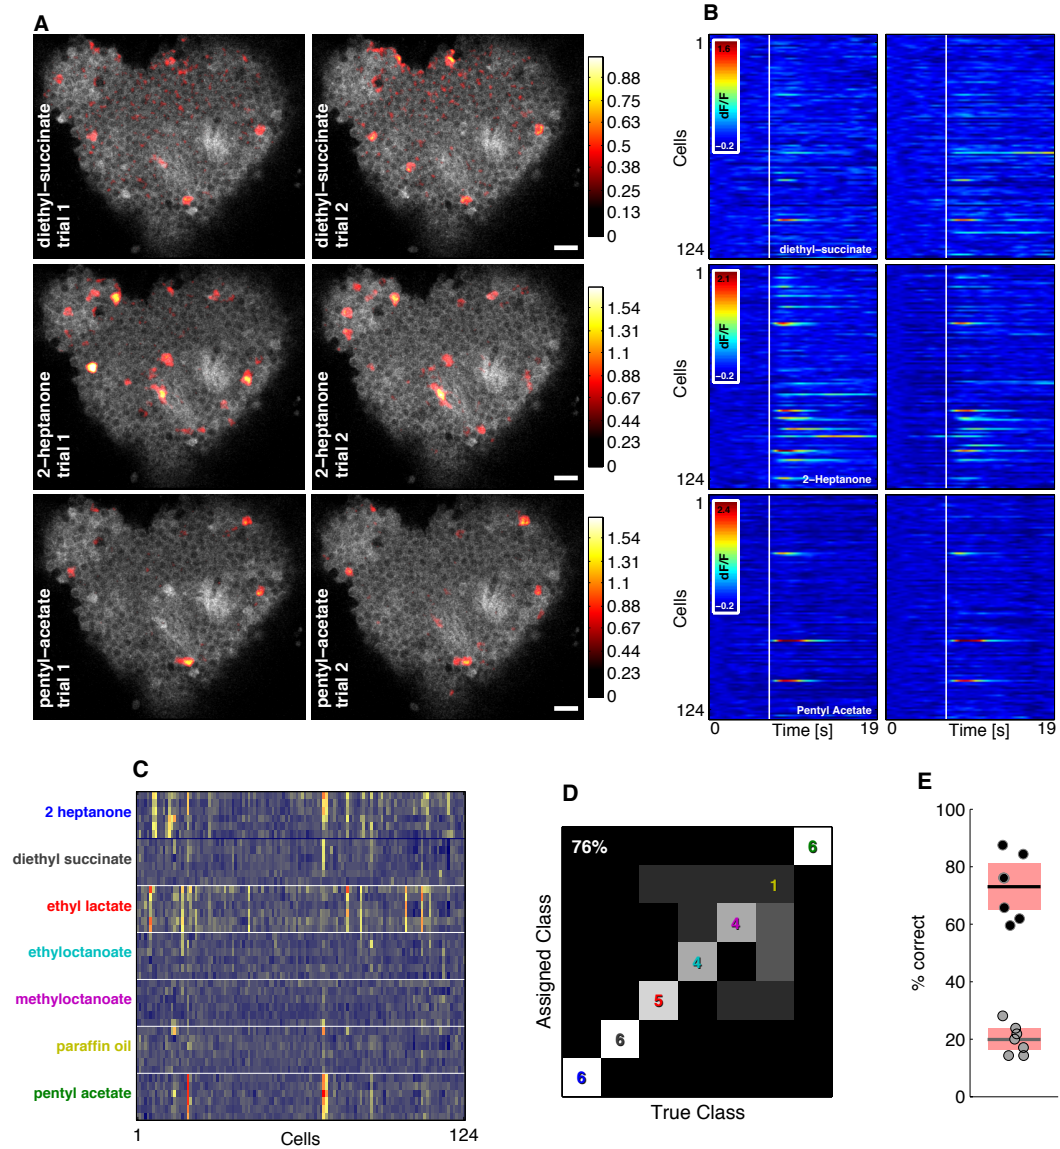 A
diethyl−succinate
trial 1
diethyl−succinate
trial 2
0.88
0.75
0.63
0.5
0.38
0.25
0.13
0
2−heptanone
trial 1
2−heptanone
trial 2
1.54
1.31
1.1
0.88
0.67
0.44
0.23
0
pentyl−acetate
trial 1
pentyl−acetate
trial 2
1.54
1.31
1.1
0.88
0.67
0.44
0.23
0
B
1
Cells
124
1.6
dF/F
−0.2
diethyl−succinate
1
Cells
124
2.1
dF/F
−0.2
2−Heptanone
1
Cells
124
2.4
dF/F
−0.2
Pentyl Acetate
0 Time [s] 19
0 Time [s] 19
C
2 heptanone
diethyl succinate
ethyl lactate
ethyloctanoate
methyloctanoate
paraffin oil
pentyl acetate
1 Cells 124
D
76%
Assigned Class
6
1
4
4
5
6
6
True Class
E
% correct
100
80
60
40
20
0